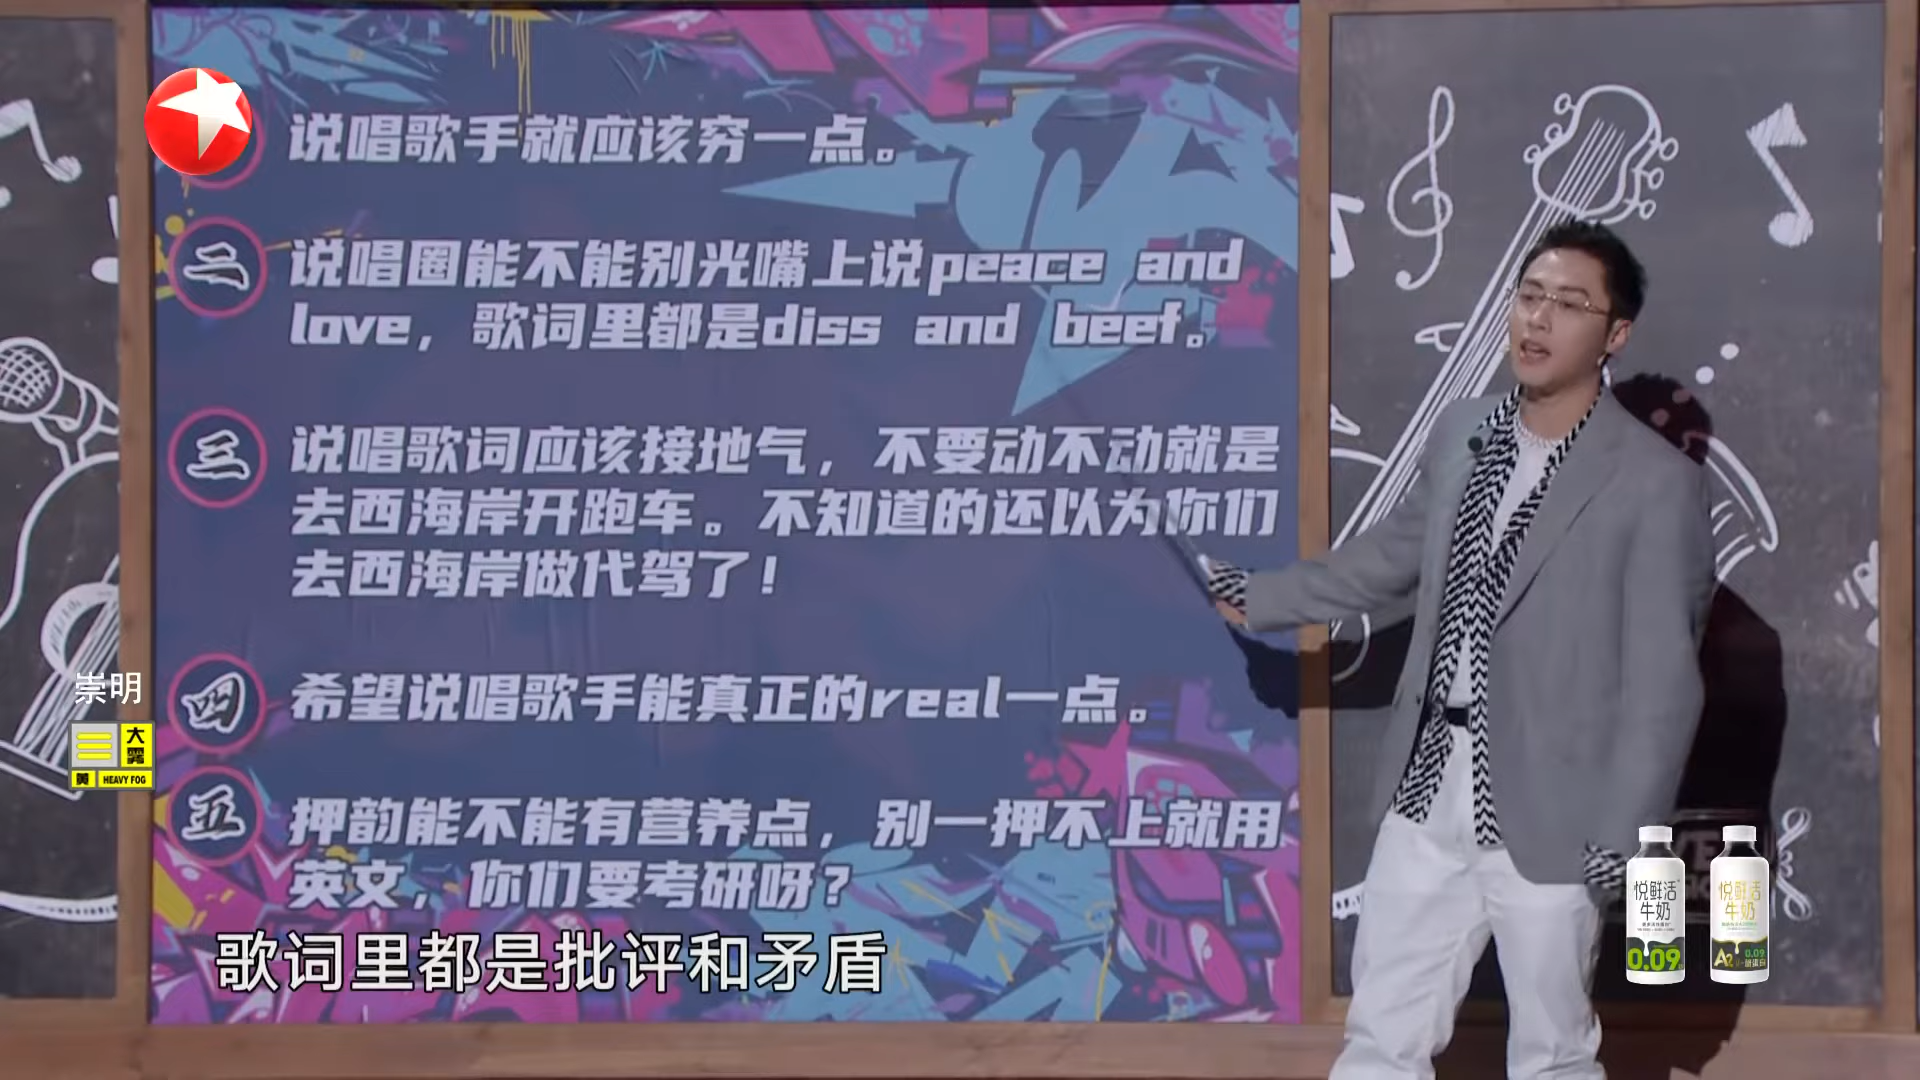 说唱歌手就应该穷一点。
二 说唱圈能不能别光嘴上说peace and
love，歌词里都是diss and beef。
三 说唱歌词应该接地气，不要动不动就是
去西海岸开跑车。不知道的还以为你们
去西海岸做代驾了！
崇明
大雾
黄 HEAVY FOG
四 希望说唱歌手能真正的real一点。
五 押韵能不能有营养点，别一押不上就用
英文，你们要考研呀？
歌词里都是批评和矛盾
悦鲜活
牛奶
0.09
悦鲜活
牛奶
A2 0.09